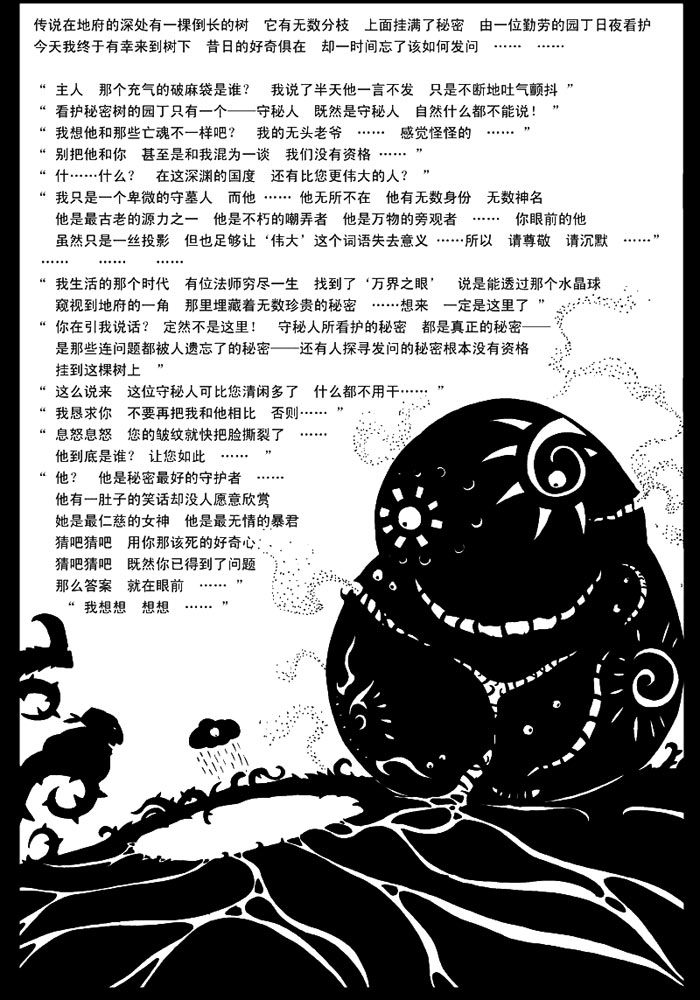 传说在地府的深处有一棵倒长的树 它有无数分枝 上面挂满了秘密 由一位勤劳的园丁日夜看护
今天我终于有幸来到树下 昔日的好奇俱在 却一时间忘了该如何发问 …… ……
“ 主人 那个充气的破麻袋是谁? 我说了半天他一言不发 只是不断地吐气颤抖 ”
“ 看护秘密树的园丁只有一个——守秘人 既然是守秘人 自然什么都不能说! ”
“ 我想他和那些亡魂不一样吧? 我的无头老爷 …… 感觉怪怪的 …… ”
“ 别把他和你 甚至是和我混为一谈 我们没有资格 …… ”
“ 什……什么? 在这深渊的国度 还有比您更伟大的人? ”
“ 我只是一个卑微的守墓人 而他 …… 他无所不在 他有无数身份 无数神名
他是最古老的源力之一 他是不朽的嘲弄者 他是万物的旁观者 …… 你眼前的他
虽然只是一丝投影 但也足够让‘伟大’这个词语失去意义 ……所以 请尊敬 请沉默 ……”
…… …… ……
“ 我生活的那个时代 有位法师穷尽一生 找到了‘万界之眼’ 说是能透过那个水晶球
窥视到地府的一角 那里埋藏着无数珍贵的秘密 ……想来 一定是这里了 ”
“ 你在引我说话? 定然不是这里! 守秘人所看护的秘密 都是真正的秘密——
是那些连问题都被人遗忘了的秘密——还有人探寻发问的秘密根本没有资格
挂到这棵树上 ”
“ 这么说来 这位守秘人可比您清闲多了 什么都不用干…… ”
“ 我恳求你 不要再把我和他相比 否则…… ”
“ 息怒息怒 您的皱纹就快把脸撕裂了 ……
他到底是谁? 让您如此 …… ”
“ 他? 他是秘密最好的守护者 ……
他有一肚子的笑话却没人愿意欣赏
她是最仁慈的女神 他是最无情的暴君
猜吧猜吧 用你那该死的好奇心
猜吧猜吧 既然你已得到了问题
那么答案 就在眼前 …… ”
“ 我想想 想想 …… ”